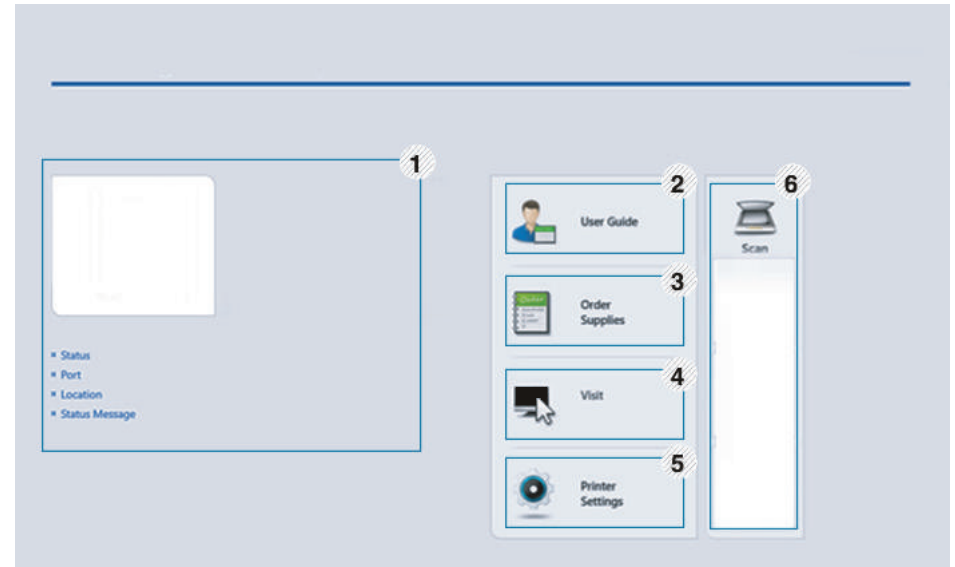 1
Status
Port
Location
Status Message
2
User Guide
3
Order
Order
Supplies
4
Visit
5
Printer
Settings
6
Scan